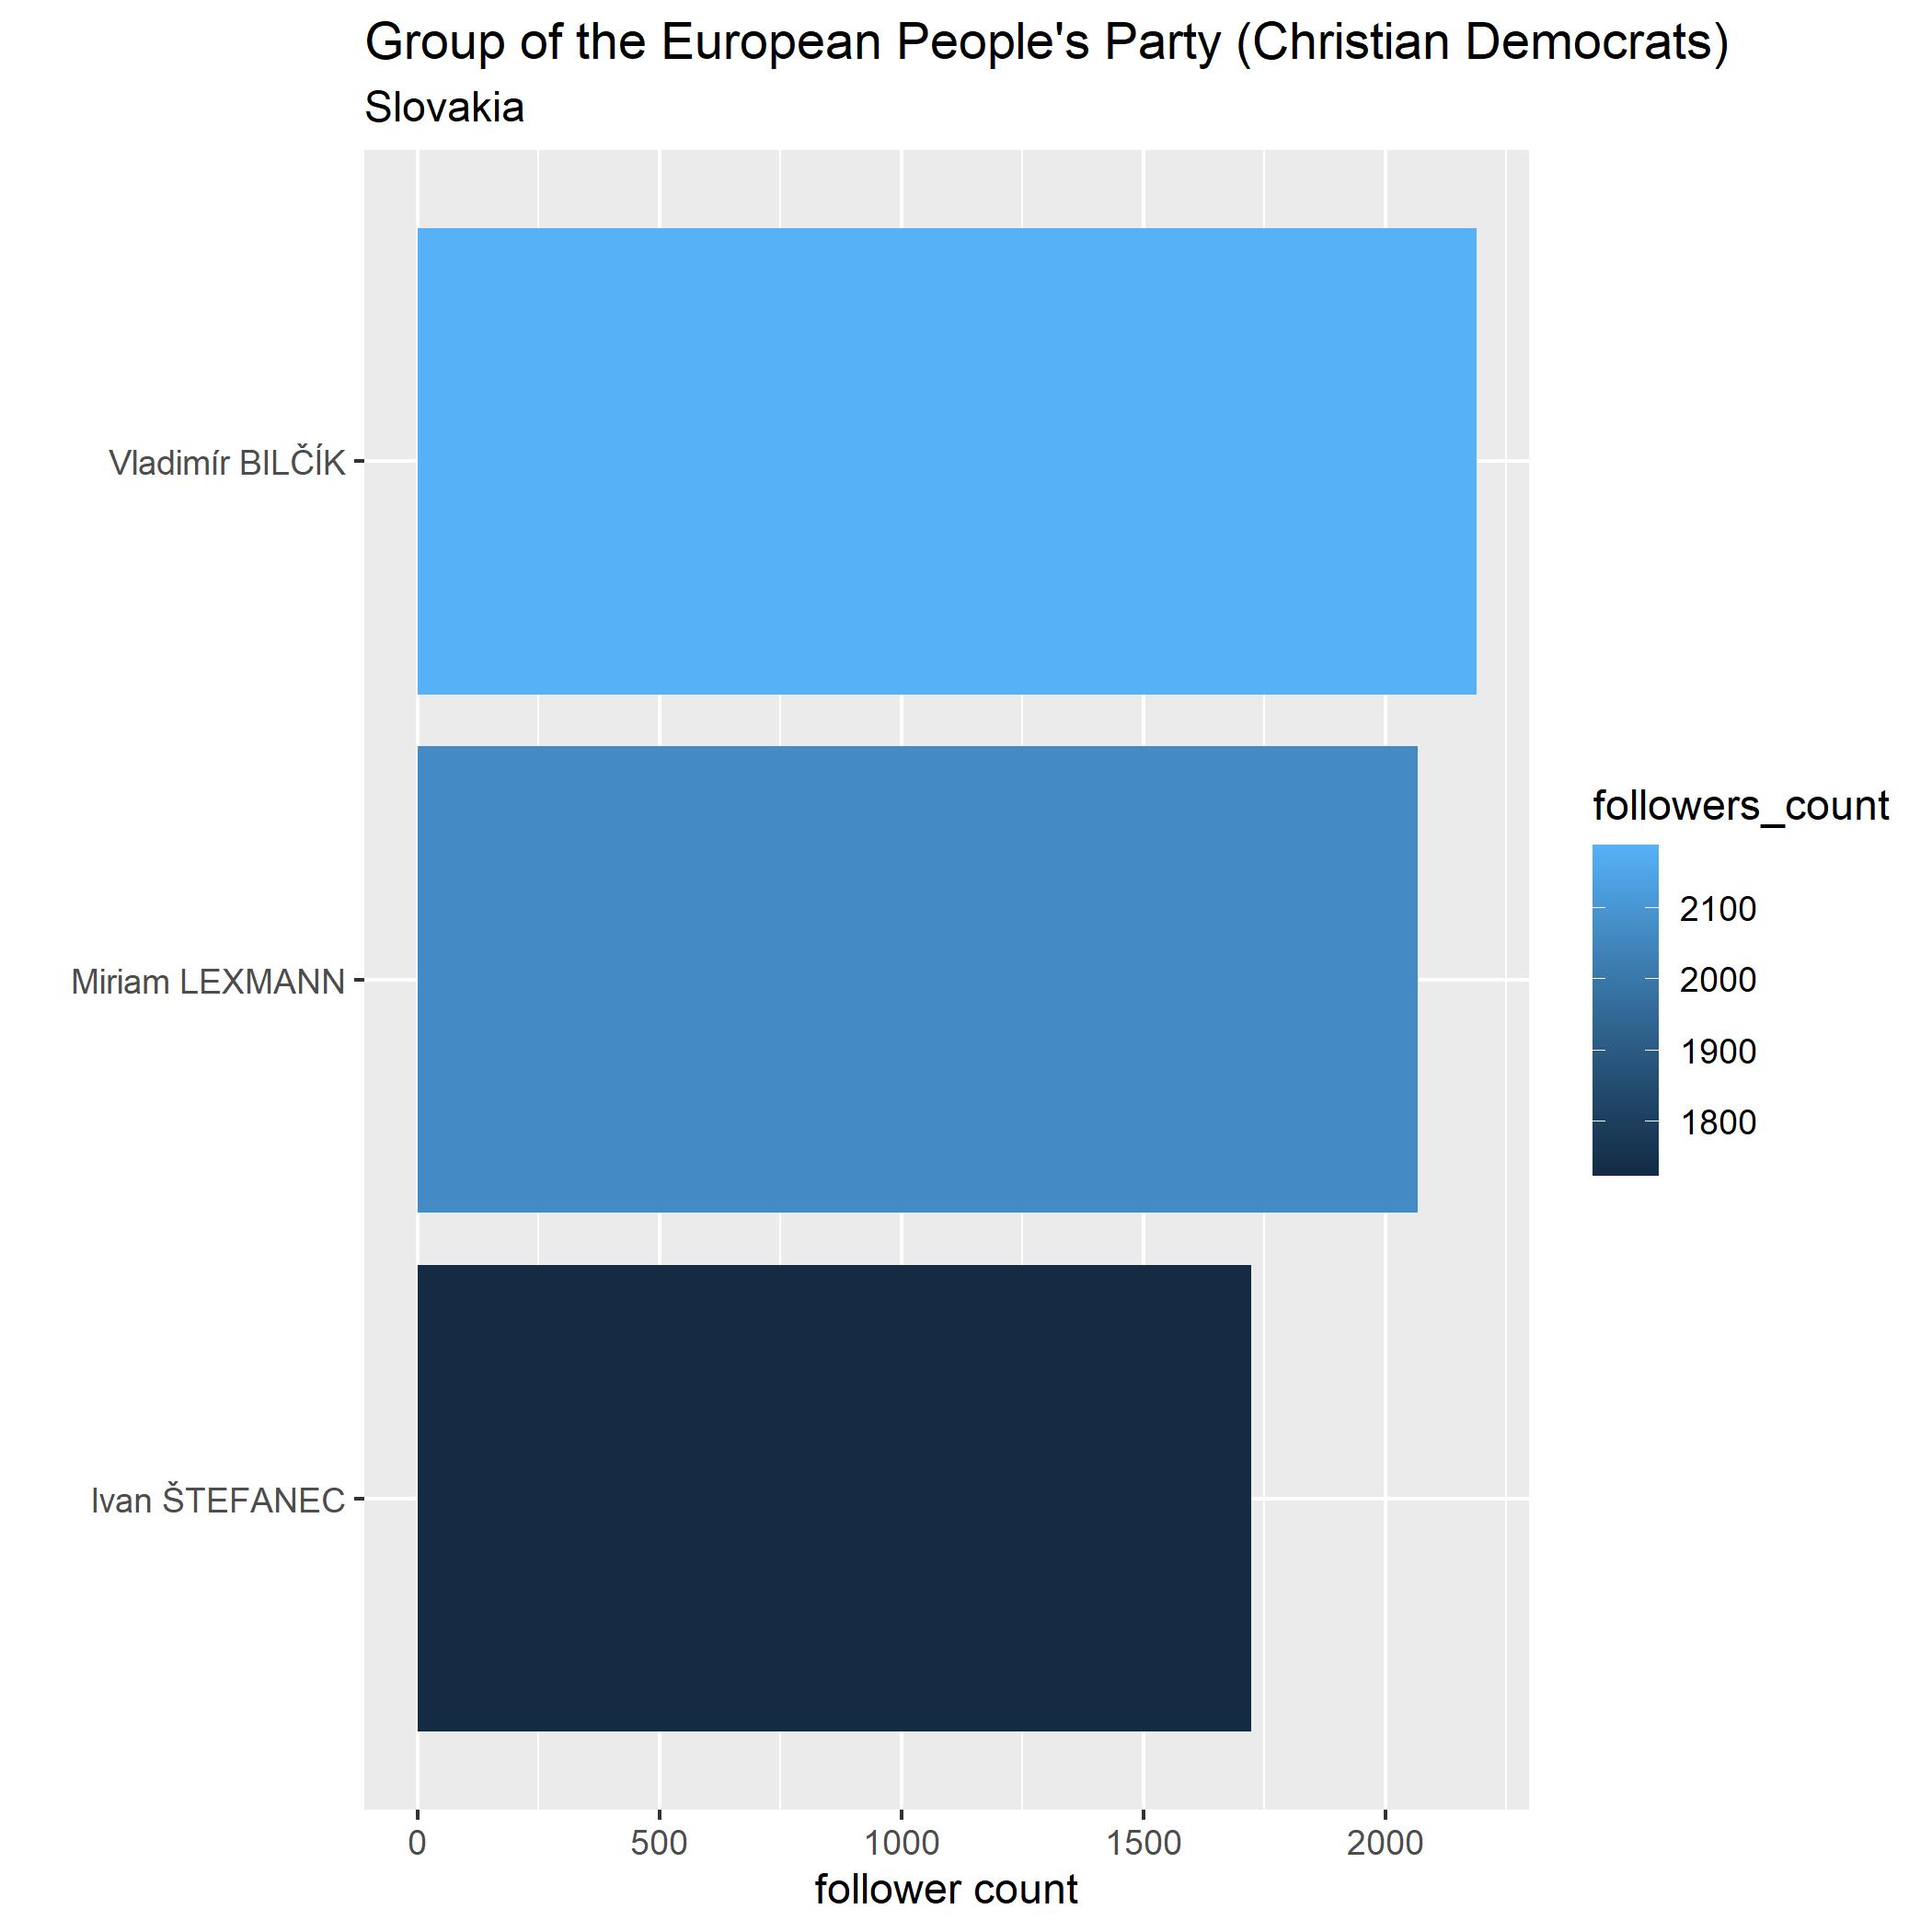 Group of the European People's Party (Christian Democrats)
Slovakia
Vladimír BILČÍK
Miriam LEXMANN
Ivan ŠTEFANEC
0 500 1000 1500 2000
follower count
followers_count
2100
2000
1900
1800